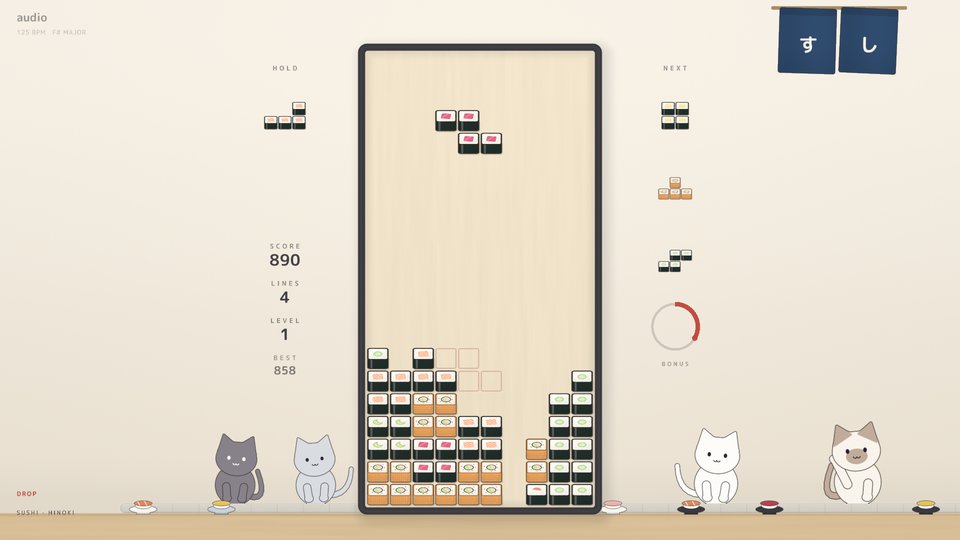 audio
125 BPM F# MAJOR
すし
HOLD
NEXT
SCORE
890
LINES
4
LEVEL
1
BEST
858
BONUS
DROP
SUSHI · HINOKI